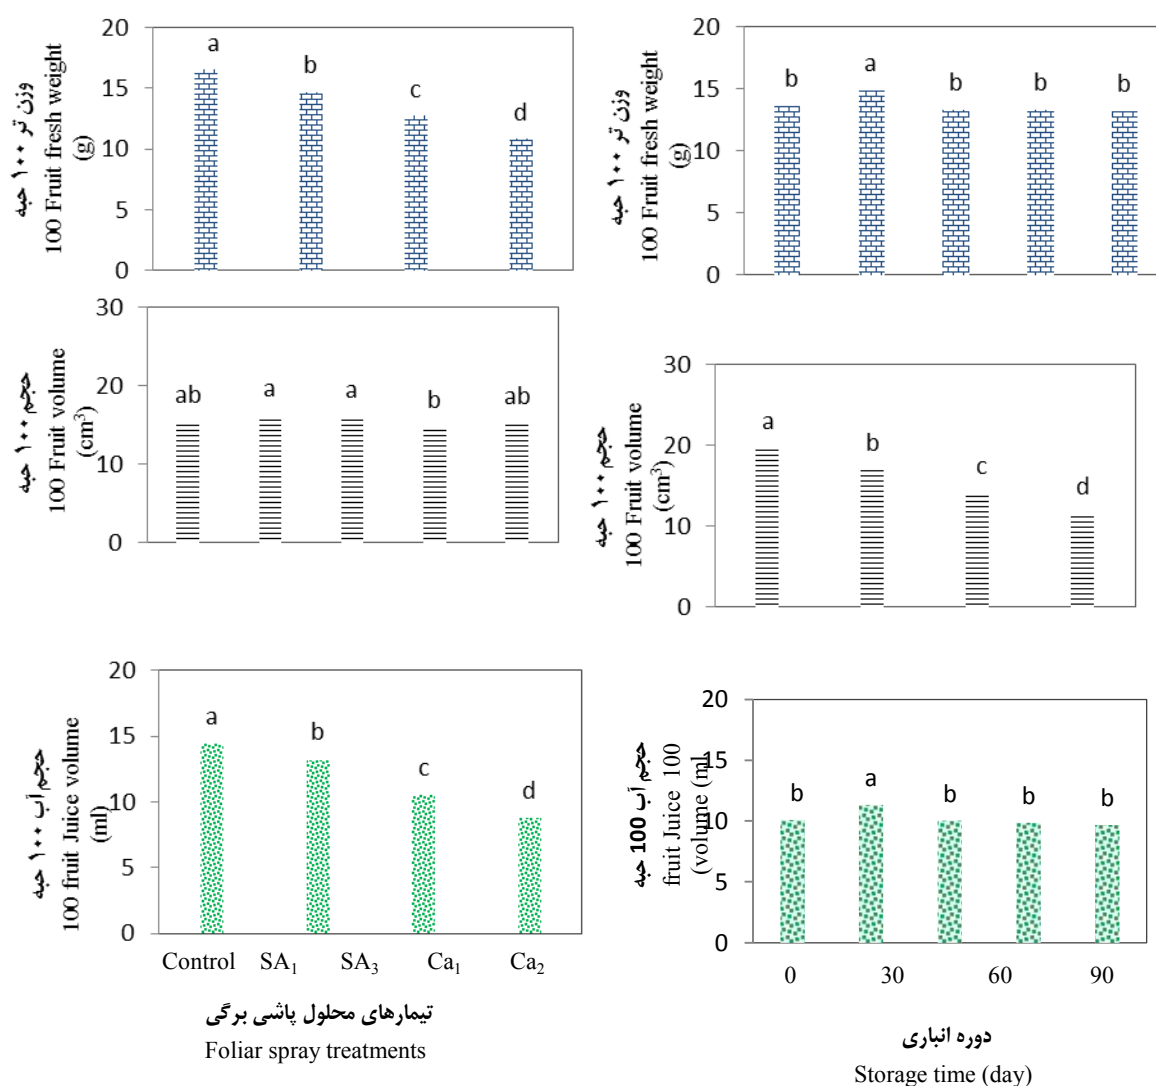 20
15
10
5
0
وزن تر ۱۰۰ حبه
100 Fruit fresh weight
(g)
a
b
c
d
20
15
10
5
0
وزن تر ۱۰۰ حبه
100 Fruit fresh weight
(g)
b
a
b
b
b
30
20
10
0
حجم ۱۰۰ حبه
100 Fruit volume
(cm³)
ab
a
a
b
ab
30
20
10
0
حجم ۱۰۰ حبه
100 Fruit volume
(cm³)
a
b
c
d
20
15
10
5
0
حجم آب ۱۰۰ حبه
100 fruit Juice volume
(ml)
a
b
c
d
Control SA₁ SA₃ Ca₁ Ca₂
تیمارهای محلول پاشی برگی
Foliar spray treatments
20
15
10
5
0
حجم آب 100 حبه
fruit Juice 100
(volume (ml
b
a
b
b
b
0 30 60 90
دوره انباری
Storage time (day)